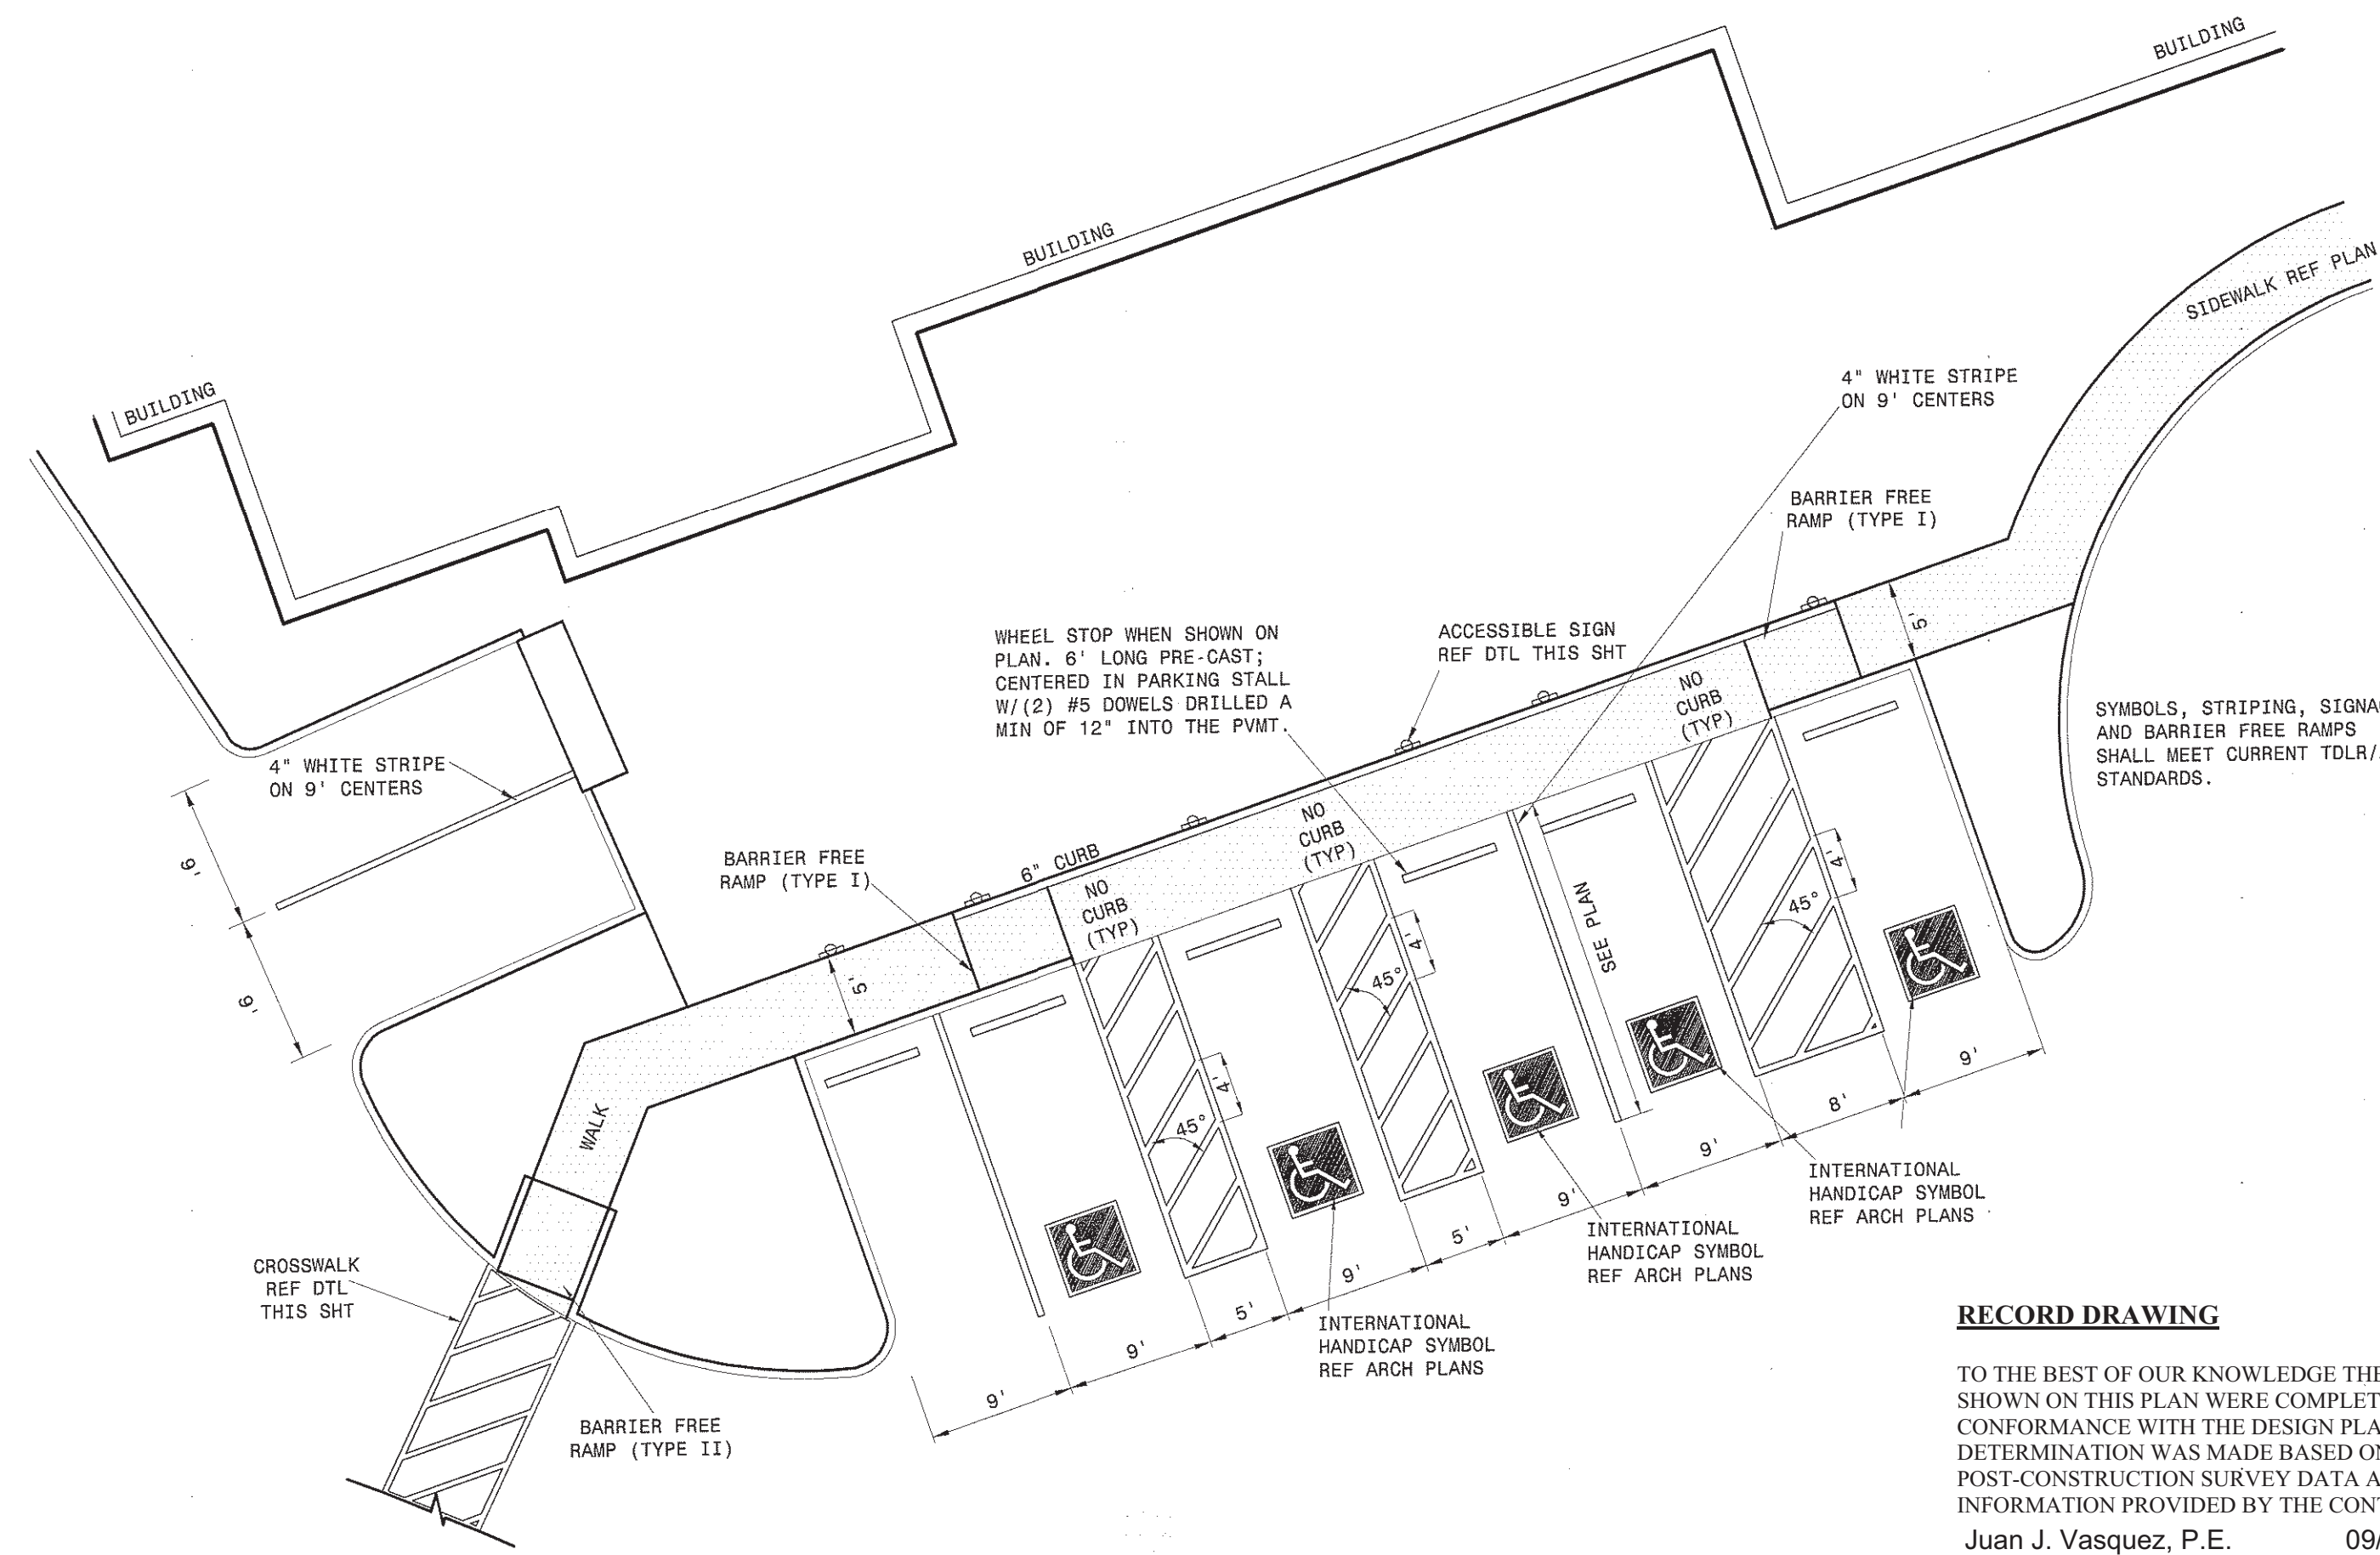 BUILDING
BUILDING
BUILDING
SIDEWALK REF PLAN
4" WHITE STRIPE
ON 9' CENTERS
BARRIER FREE
RAMP (TYPE I)
5'
WHEEL STOP WHEN SHOWN ON
PLAN. 6' LONG PRE-CAST;
CENTERED IN PARKING STALL
W/(2) #5 DOWELS DRILLED A
MIN OF 12" INTO THE PVMT.
ACCESSIBLE SIGN
REF DTL THIS SHT
NO
CURB
(TYP)
SYMBOLS, STRIPING, SIGNA
AND BARRIER FREE RAMPS
SHALL MEET CURRENT TDLR/
STANDARDS.
4" WHITE STRIPE
ON 9' CENTERS
9'
9'
BARRIER FREE
RAMP (TYPE I)
6" CURB
NO
CURB
(TYP)
NO
CURB
(TYP)
5'
SEE PLAN
4'
45°
4'
45°
4'
45°
WALK
9'
8'
9'
9'
5'
9'
5'
9'
9'
INTERNATIONAL
HANDICAP SYMBOL
REF ARCH PLANS
INTERNATIONAL
HANDICAP SYMBOL
REF ARCH PLANS
INTERNATIONAL
HANDICAP SYMBOL
REF ARCH PLANS
CROSSWALK
REF DTL
THIS SHT
BARRIER FREE
RAMP (TYPE II)
RECORD DRAWING
TO THE BEST OF OUR KNOWLEDGE THE
SHOWN ON THIS PLAN WERE COMPLET
CONFORMANCE WITH THE DESIGN PLA
DETERMINATION WAS MADE BASED ON
POST-CONSTRUCTION SURVEY DATA A
INFORMATION PROVIDED BY THE CONT
Juan J. Vasquez, P.E. 09/